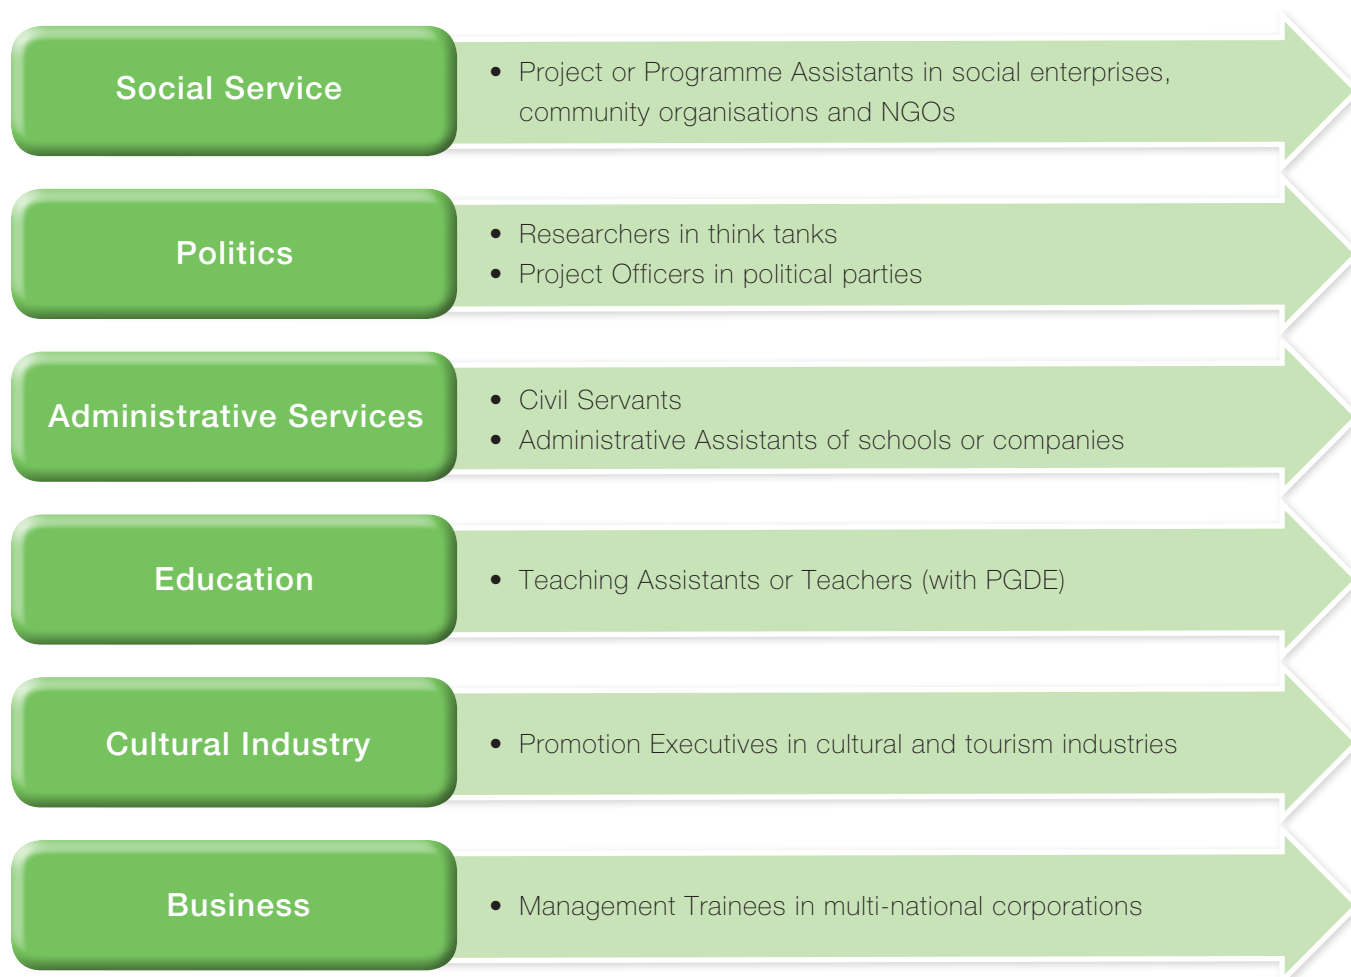 Social Service
• Project or Programme Assistants in social enterprises,
community organisations and NGOs
Politics
• Researchers in think tanks
• Project Officers in political parties
Administrative Services
• Civil Servants
• Administrative Assistants of schools or companies
Education
• Teaching Assistants or Teachers (with PGDE)
Cultural Industry
• Promotion Executives in cultural and tourism industries
Business
• Management Trainees in multi-national corporations